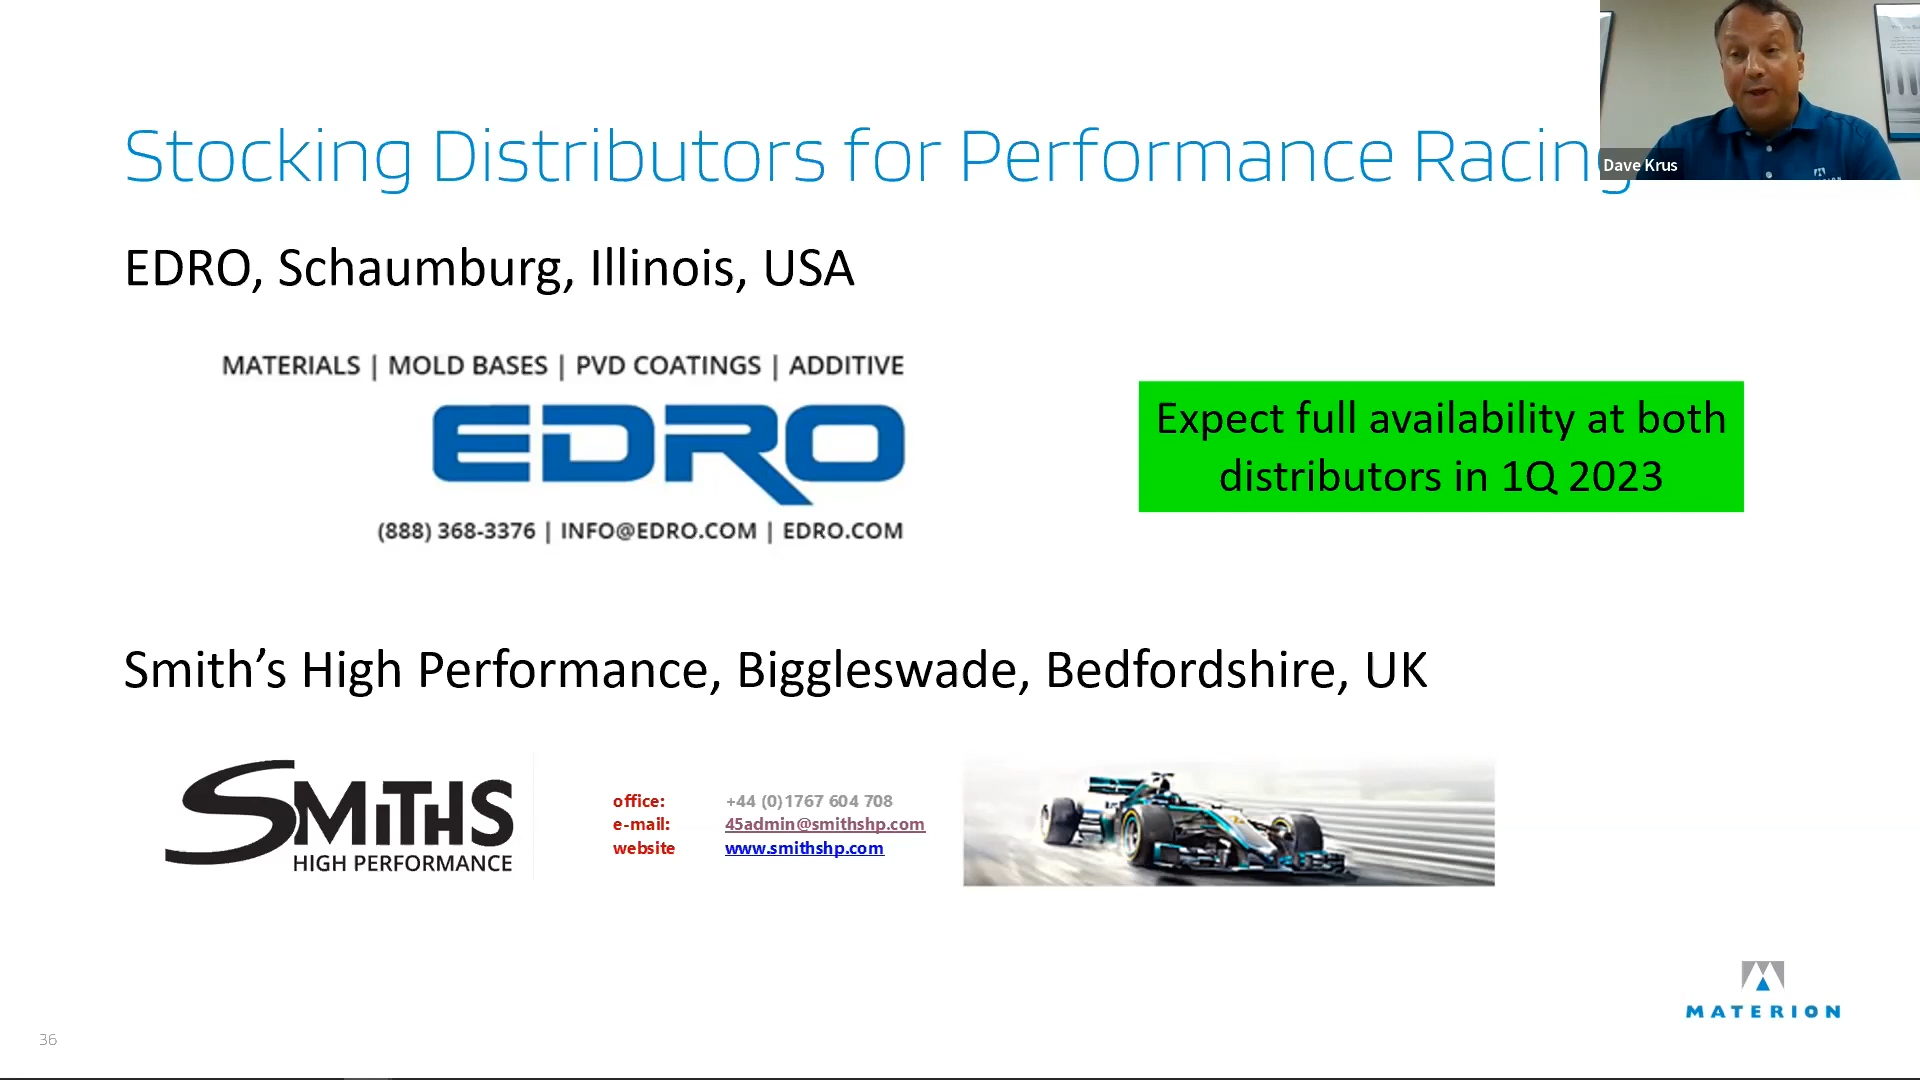 Stocking Distributors for Performance Racing
Dave Krus
EDRO, Schaumburg, Illinois, USA
MATERIALS | MOLD BASES | PVD COATINGS | ADDITIVE
EDRO
(888) 368-3376 | INFO@EDRO.COM | EDRO.COM
Expect full availability at both
distributors in 1Q 2023
Smith’s High Performance, Biggleswade, Bedfordshire, UK
SMiTHS
HIGH PERFORMANCE
office: +44 (0)1767 604 708
e-mail: 45admin@smithshp.com
website www.smithshp.com
MATERION
36